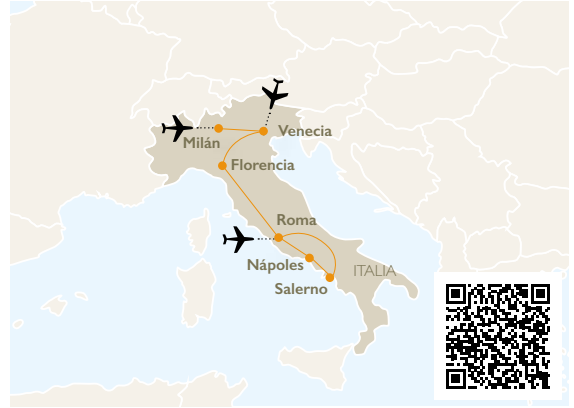 Venecia
Milán
Florencia
Roma
Nápoles
ITALIA
Salerno